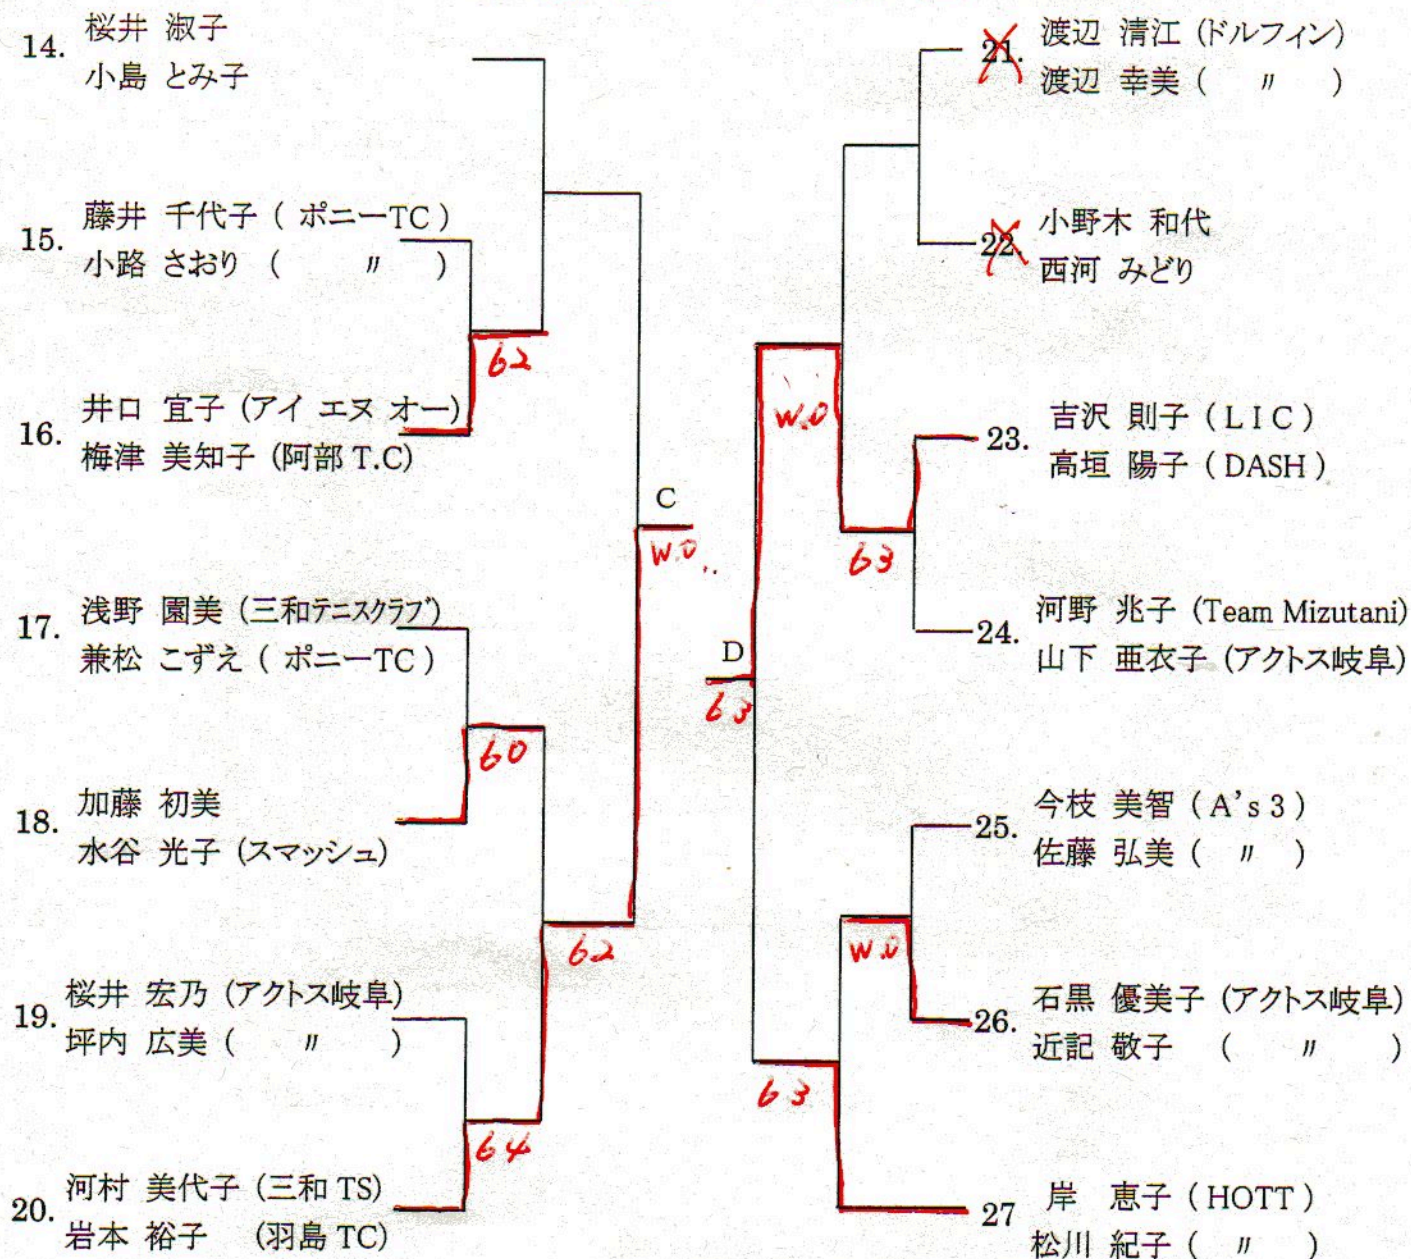 14. 桜井 淑子
小島 とみ子
15. 藤井 千代子 ( ポニーTC )
小路 さおり ( 〃 )
62
16. 井口 宜子 (アイ エヌ オー)
梅津 美知子 (阿部 T.C)
C
W.O..
17. 浅野 園美 (三和テニスクラブ)
兼松 こずえ ( ポニーTC )
60
18. 加藤 初美
水谷 光子 (スマッシュ)
62
19. 桜井 宏乃 (アクトス岐阜)
坪内 広美 ( 〃 )
64
20. 河村 美代子 (三和 TS)
岩本 裕子 (羽島 TC)
21. 渡辺 清江 (ドルフィン)
渡辺 幸美 ( 〃 )
22. 小野木 和代
西河 みどり
W.O
23. 吉沢 則子 ( L I C )
高垣 陽子 ( DASH )
63
24. 河野 兆子 (Team Mizutani)
山下 亜衣子 (アクトス岐阜)
D
63
25. 今枝 美智 ( A's 3 )
佐藤 弘美 ( 〃 )
W.O
26. 石黒 優美子 (アクトス岐阜)
近記 敬子 ( 〃 )
63
27 岸 恵子 ( HOTT )
松川 紀子 ( 〃 )